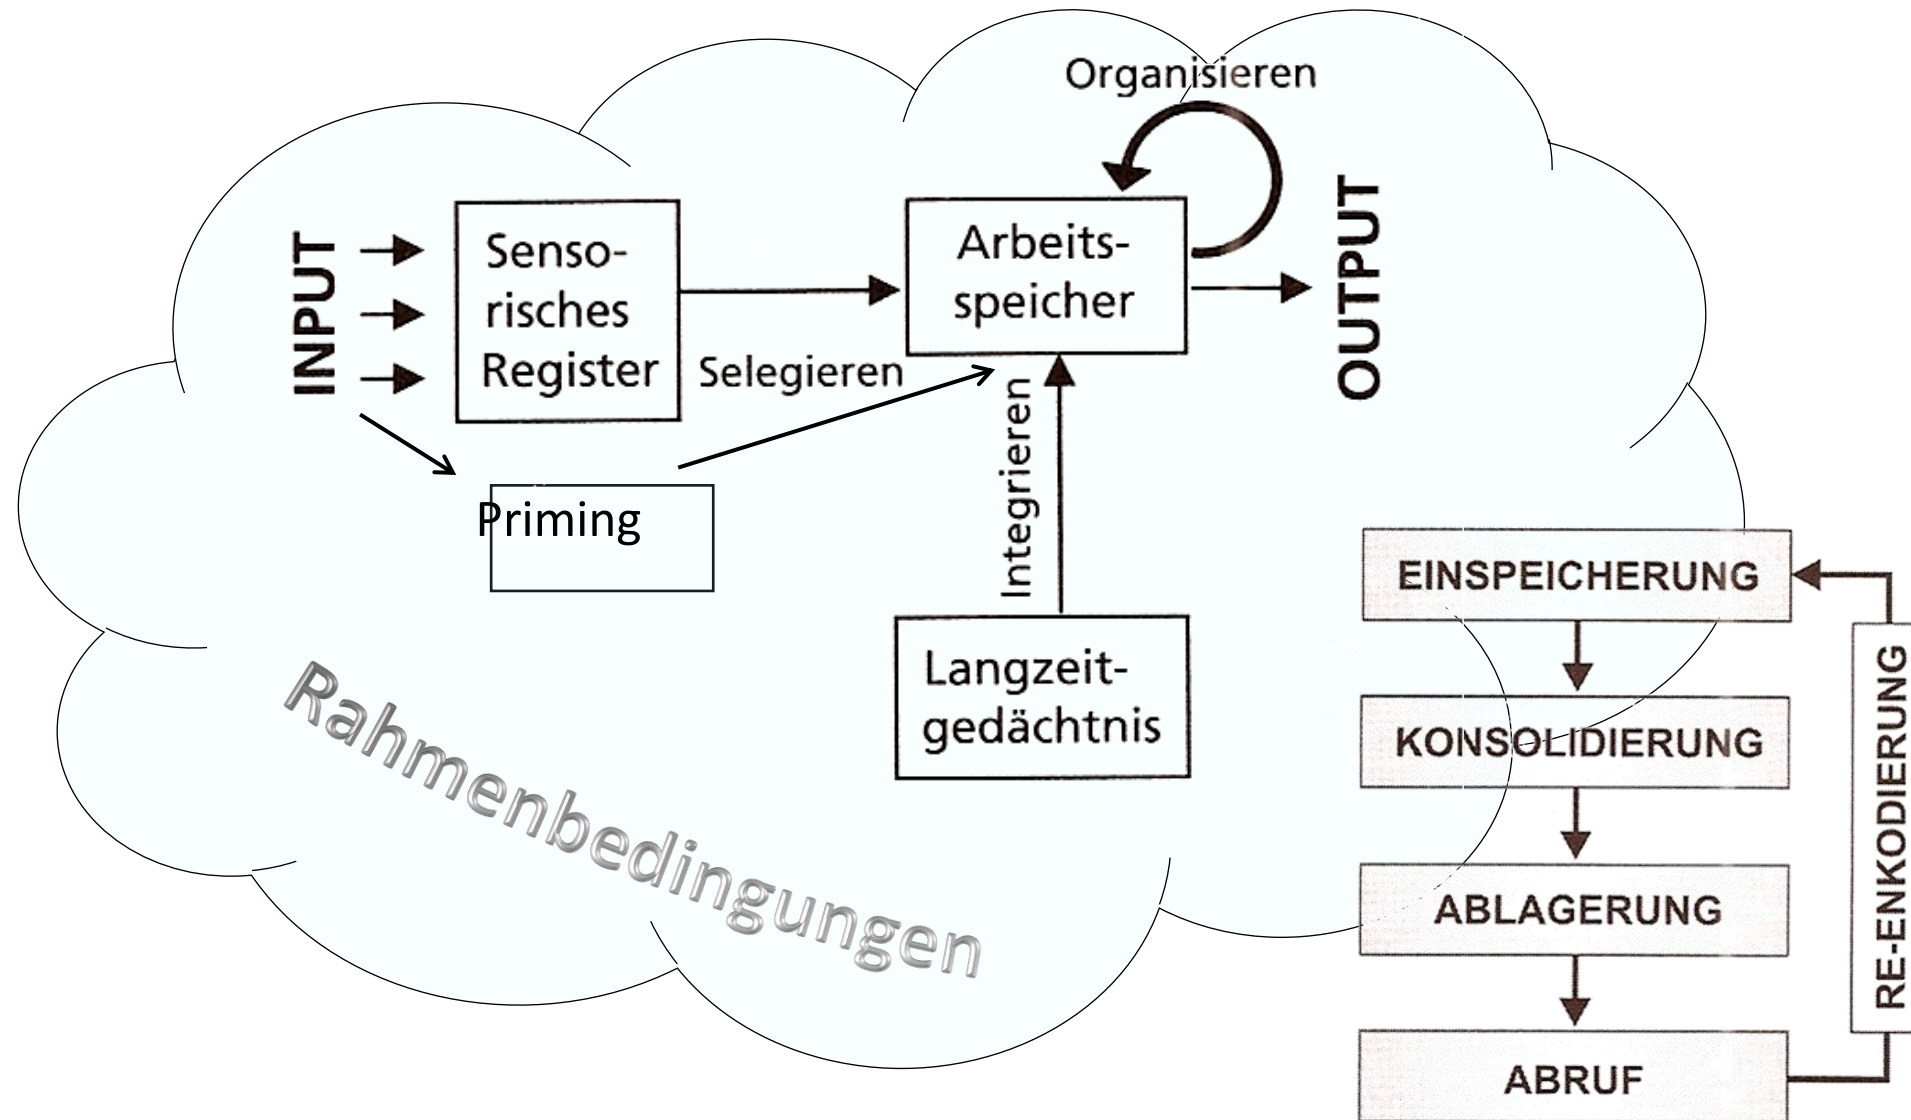 Organisieren
INPUT
Senso-
risches
Register
Selegieren
Arbeits-
speicher
OUTPUT
Priming
Integrieren
Langzeit-
gedächtnis
Rahmenbedingungen
EINSPEICHERUNG
KONSOLIDIERUNG
ABLAGERUNG
ABRUF
RE-ENKODIERUNG